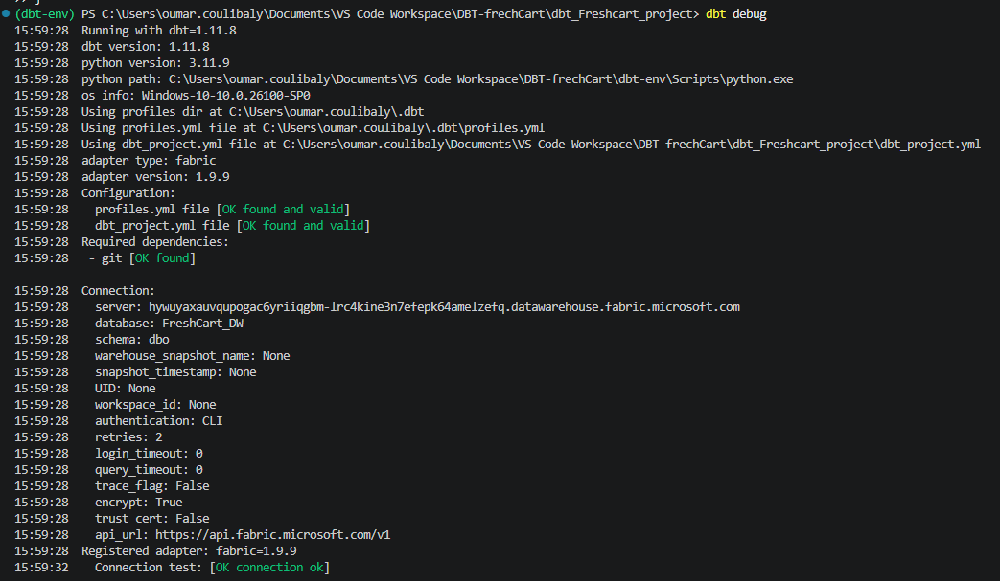 (dbt-env) PS C:\Users\oumar.coulibaly\Documents\VS Code Workspace\DBT-frechCart\dbt_Freshcart_project> dbt debug
15:59:28  Running with dbt=1.11.8
15:59:28  dbt version: 1.11.8
15:59:28  python version: 3.11.9
15:59:28  python path: C:\Users\oumar.coulibaly\Documents\VS Code Workspace\DBT-frechCart\dbt-env\Scripts\python.exe
15:59:28  os info: Windows-10-10.0.26100-SP0
15:59:28  Using profiles dir at C:\Users\oumar.coulibaly\.dbt
15:59:28  Using profiles.yml file at C:\Users\oumar.coulibaly\.dbt\profiles.yml
15:59:28  Using dbt_project.yml file at C:\Users\oumar.coulibaly\Documents\VS Code Workspace\DBT-frechCart\dbt_Freshcart_project\dbt_project.yml
15:59:28  adapter type: fabric
15:59:28  adapter version: 1.9.9
15:59:28  Configuration:
15:59:28    profiles.yml file [OK found and valid]
15:59:28    dbt_project.yml file [OK found and valid]
15:59:28  Required dependencies:
15:59:28   - git [OK found]
15:59:28  Connection:
15:59:28    server: hywuyaxauvqupogac6yriiqgbm-lrc4kine3n7efepk64amelzefq.datawarehouse.fabric.microsoft.com
15:59:28    database: FreshCart_DW
15:59:28    schema: dbo
15:59:28    warehouse_snapshot_name: None
15:59:28    snapshot_timestamp: None
15:59:28    UID: None
15:59:28    workspace_id: None
15:59:28    authentication: CLI
15:59:28    retries: 2
15:59:28    login_timeout: 0
15:59:28    query_timeout: 0
15:59:28    trace_flag: False
15:59:28    encrypt: True
15:59:28    trust_cert: False
15:59:28    api_url: https://api.fabric.microsoft.com/v1
15:59:28  Registered adapter: fabric=1.9.9
15:59:32    Connection test: [OK connection ok]